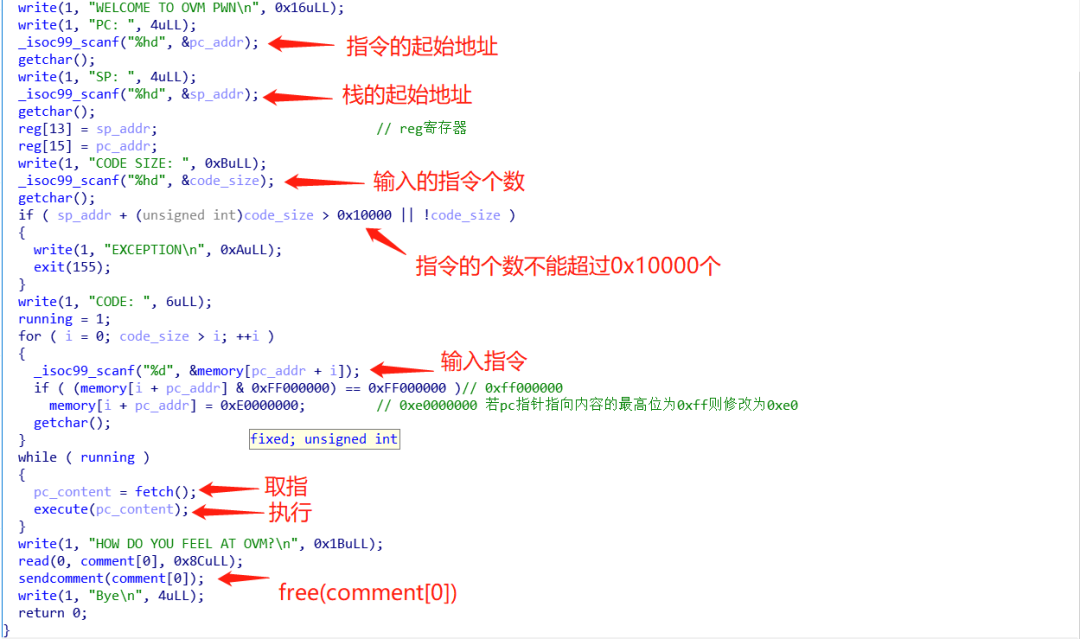 write(1, "WELCOME TO OVM PWN\n", 0x16uLL);
write(1, "PC: ", 4uLL);
_isoc99_scanf("%hd", &pc_addr); 指令的起始地址
getchar();
write(1, "SP: ", 4uLL);
_isoc99_scanf("%hd", &sp_addr); 栈的起始地址
getchar();
reg[13] = sp_addr; // reg寄存器
reg[15] = pc_addr;
write(1, "CODE SIZE: ", 0xBuLL);
_isoc99_scanf("%hd", &code_size); 输入的指令个数
getchar();
if ( sp_addr + (unsigned int)code_size > 0x10000 || !code_size )
{
write(1, "EXCEPTION\n", 0xAuLL);
指令的个数不能超过0x10000个
exit(155);
}
write(1, "CODE: ", 6uLL);
running = 1;
for ( i = 0; code_size > i; ++i )
{
_isoc99_scanf("%d", &memory[pc_addr + i]); 输入指令
if ( (memory[i + pc_addr] & 0xFF000000) == 0xFF000000 )// 0xff000000
memory[i + pc_addr] = 0xE0000000; // 0xe0000000 若pc指针指向内容的最高位为0xff则修改为0xe0
getchar();
}
fixed; unsigned int
while ( running )
{
pc_content = fetch(); 取指
execute(pc_content); 执行
}
write(1, "HOW DO YOU FEEL AT OVM?\n", 0x1BuLL);
read(0, comment[0], 0x8CuLL);
sendcomment(comment[0]); free(comment[0])
write(1, "Bye\n", 4uLL);
return 0;
}